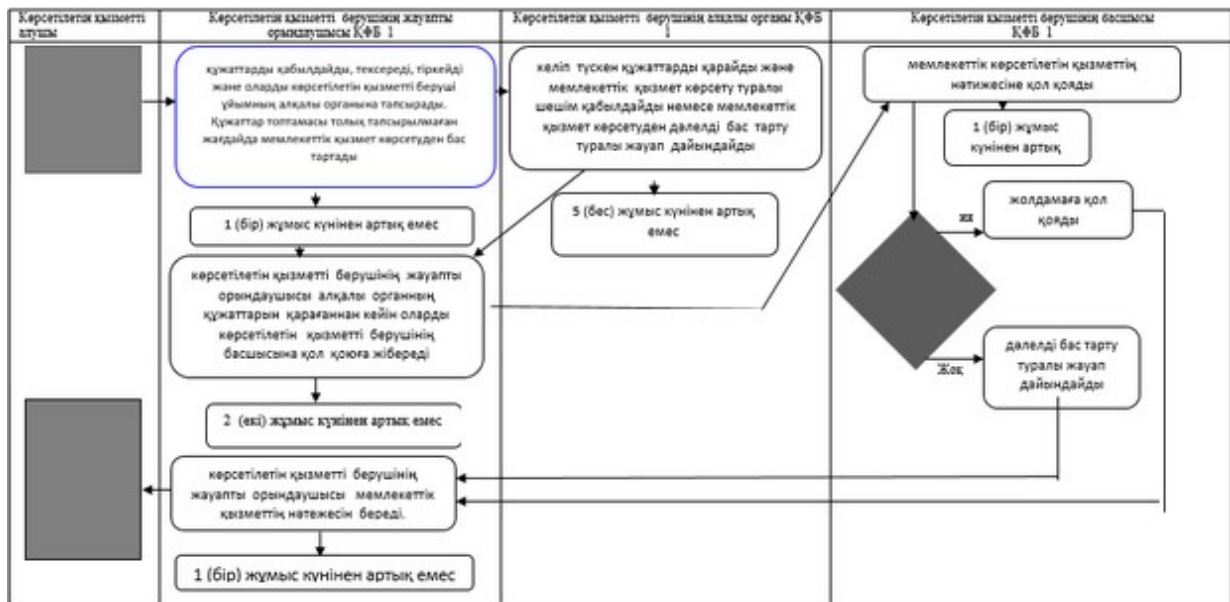 Көрсетілетін қызметті
алушы
Көрсетілетін қызметті берушінің жауапты
орындаушысы ҚФБ 1
Көрсетілетін қызметті берушінің алқалы органы ҚФБ
1
Көрсетілетін қызметті берушінің басшысы
ҚФБ 1
құжаттарды қабылдайды, тексереді, тіркейді
және оларды көрсетілетін қызметті беруші
ұйымның алқалы органына тапсырады.
Құжаттар топтамасы толық тапсырылмаған
жағдайда мемлекеттік қызмет көрсетуден бас
тартады
1 (бір) жұмыс күнінен артық емес
көрсетілетін қызметті берушінің жауапты
орындаушысы алқалы органның
құжаттарын қарағаннан кейін оларды
көрсетілетін қызметті берушінің
басшысына қол қоюға жібереді
2 (екі) жұмыс күнінен артық емес
көрсетілетін қызметті берушінің
жауапты орындаушысы мемлекеттік
қызметтің нәтежесін береді.
1 (бір) жұмыс күнінен артық емес
келіп түскен құжаттарды қарайды және
мемлекеттік қызмет көрсету туралы
шешім қабылдайды немесе мемлекеттік
қызмет көрсетуден дәлелді бас тарту
туралы жауап дайындайды
5 (бес) жұмыс күнінен артық
емес
мемлекеттік көрсетілетін қызметтің
нәтижесіне қол қояды
1 (бір) жұмыс
күнінен артық
ия
жолдамаға қол
қояды
Жоқ
дәлелді бас тарту
туралы жауап
дайындайды